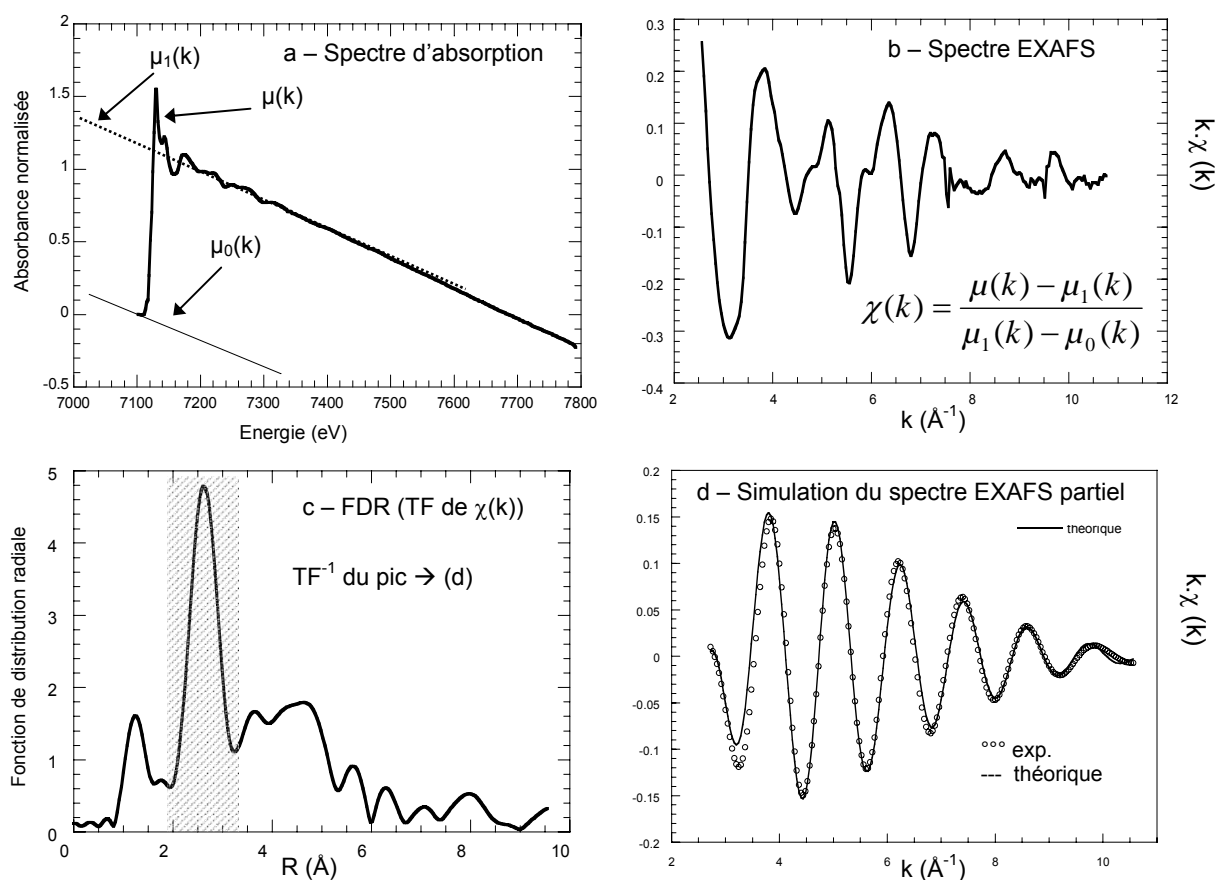 a – Spectre d'absorption
μ₁(k)
μ(k)
μ₀(k)
Absorbance normalisée
2
1.5
1
0.5
0
-0.5
7000 7100 7200 7300 7400 7500 7600 7700 7800
Energie (eV)
b – Spectre EXAFS
0.3
0.2
0.1
0
-0.1
-0.2
-0.3
-0.4
k.χ (k)
χ(k) = (μ(k) − μ₁(k)) / (μ₁(k) − μ₀(k))
2 4 6 8 10 12
k (Å⁻¹)
c – FDR (TF de χ(k))
TF⁻¹ du pic → (d)
Fonction de distribution radiale
5
4
3
2
1
0
0 2 4 6 8 10
R (Å)
d – Simulation du spectre EXAFS partiel
theorique
0.2
0.15
0.1
0.05
0
-0.05
-0.1
-0.15
-0.2
k.χ (k)
exp.
théorique
2 4 6 8 10
k (Å⁻¹)